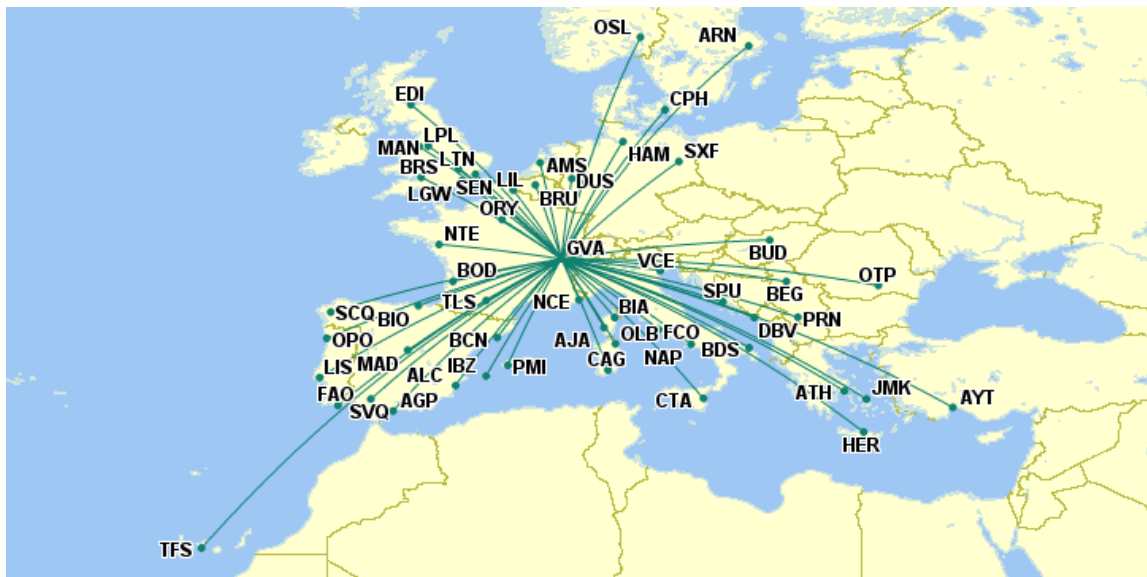 OSL
ARN
EDI
CPH
LPL
MAN
LTN
HAM
SXF
BRS
AMS
SEN
LIL
DUS
LGW
BRU
ORY
NTE
GVA
BUD
VCE
BOD
OTP
BEG
TLS
NCE
SPU
SCQ
BIO
BIA
PRN
OPO
BCN
AJA
OLB
FCO
DBV
BDS
LIS
MAD
IBZ
PMI
CAG
NAP
ALC
FAO
SVQ
AGP
CTA
ATH
JMK
AYT
HER
TFS